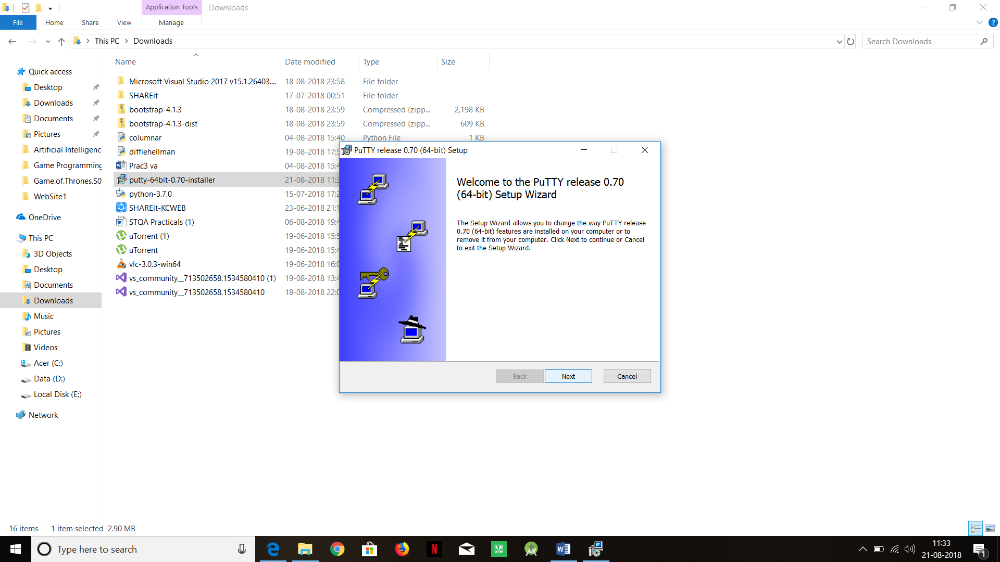 Application Tools
Downloads
File
Home
Share
View
Manage
This PC
Downloads
Search Downloads
Name
Date modified
Type
Size
Quick access
Desktop
Downloads
Documents
Pictures
Artificial Intelligenc
Game Programming
Game.of.Thrones.S0
WebSite1
OneDrive
This PC
3D Objects
Desktop
Documents
Downloads
Music
Pictures
Videos
Acer (C:)
Data (D:)
Local Disk (E:)
Network
Microsoft Visual Studio 2017 v15.1.26403.... 18-08-2018 23:58 File folder
SHAREit 17-07-2018 00:51 File folder
bootstrap-4.1.3 18-08-2018 23:59 Compressed (zipp... 2,198 KB
bootstrap-4.1.3-dist 18-08-2018 23:59 Compressed (zipp... 609 KB
columnar 04-08-2018 15:40 Python File 1 KB
diffiehellman 19-08-2018 17:5
Prac3 va 04-08-2018 15:4
putty-64bit-0.70-installer 21-08-2018 11:3
python-3.7.0 15-07-2018 17:2
SHAREit-KCWEB 23-06-2018 21:1
STQA Practicals (1) 06-08-2018 19:4
uTorrent (1) 19-06-2018 15:5
uTorrent 19-06-2018 15:4
vlc-3.0.3-win64 19-06-2018 16:0
vs_community__713502658.1534580410 (1) 19-08-2018 13:4
vs_community__713502658.1534580410 18-08-2018 22:0
PuTTY release 0.70 (64-bit) Setup
Welcome to the PuTTY release 0.70
(64-bit) Setup Wizard
The Setup Wizard allows you to change the way PuTTY release
0.70 (64-bit) features are installed on your computer or to
remove it from your computer. Click Next to continue or Cancel
to exit the Setup Wizard.
Back
Next
Cancel
16 items
1 item selected 2.90 MB
Type here to search
11:33
21-08-2018
1